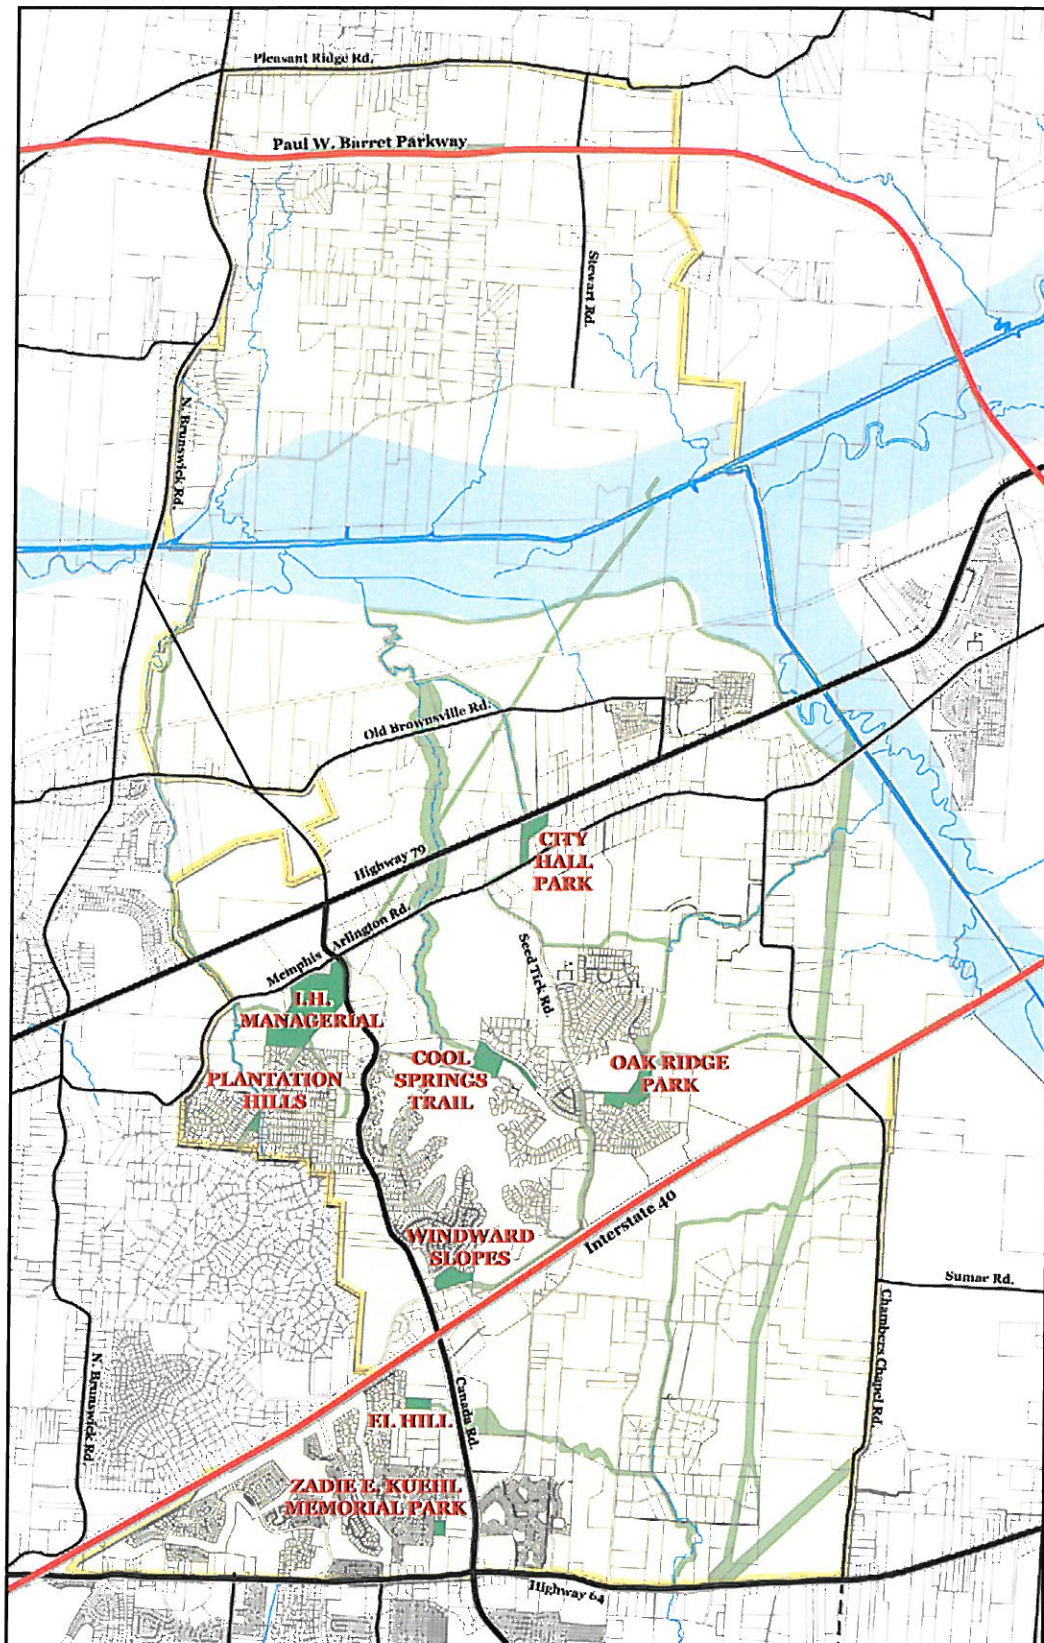 Pleasant Ridge Rd.
Paul W. Barret Parkway
Stewart Rd.
N. Brunswick Rd.
Old Brownsville Rd.
Highway 79
CITY
HALL
PARK
Memphis Arlington Rd.
Seed Tick Rd.
I.H.
MANAGERIAL
COOL
SPRINGS
TRAIL
OAK RIDGE
PARK
PLANTATION
HILLS
Interstate 40
WINDWARD
SLOPES
Sumac Rd.
Chambers Chapel Rd.
N. Brunswick Rd.
Canada Rd.
EL HILL
ZADIE E. KUEHL
MEMORIAL PARK
Highway 64